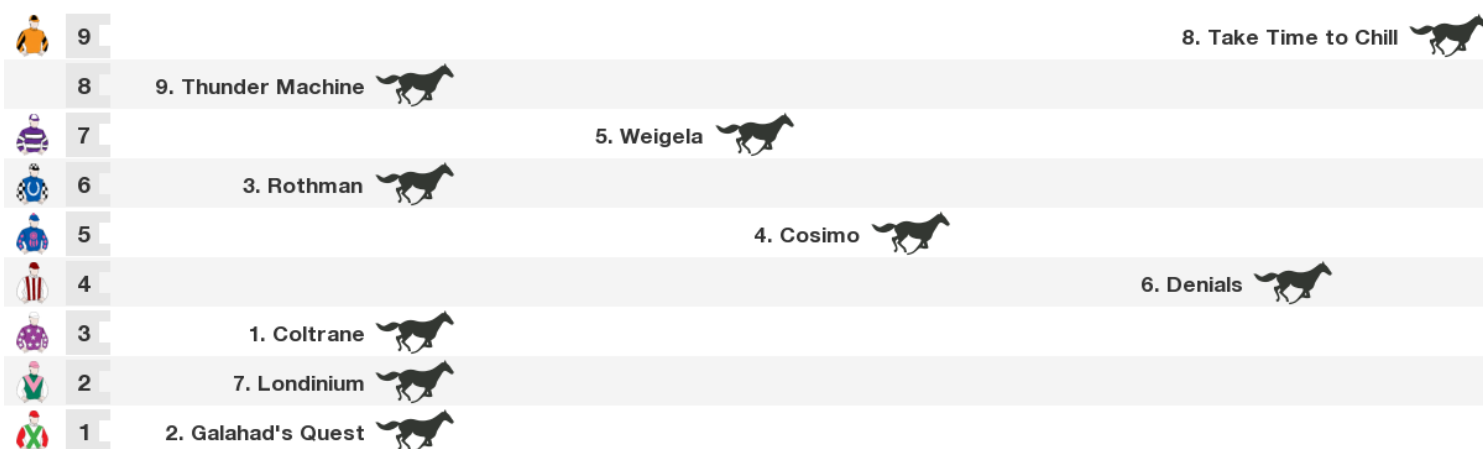 9 8. Take Time to Chill
8 9. Thunder Machine
7 5. Weigela
6 3. Rothman
5 4. Cosimo
4 6. Denials
3 1. Coltrane
2 7. Londinium
1 2. Galahad's Quest